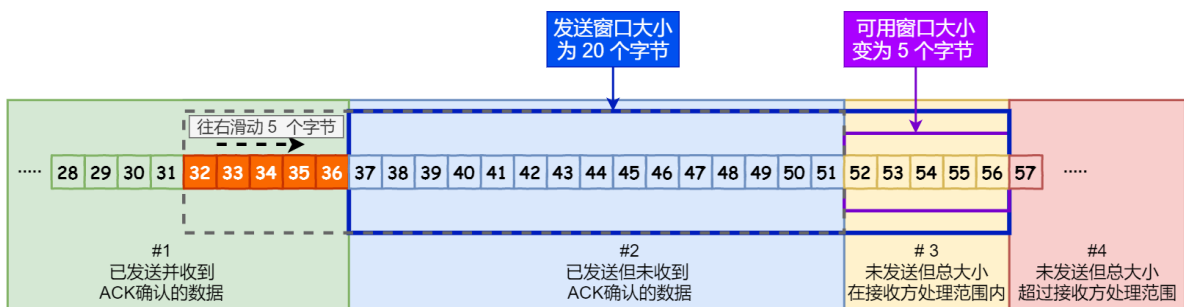 发送窗口大小
为 20 个字节
可用窗口大小
变为 5 个字节
往右滑动 5 个字节
..... 28 29 30 31 32 33 34 35 36 37 38 39 40 41 42 43 44 45 46 47 48 49 50 51 52 53 54 55 56 57 .....
#1
已发送并收到
ACK确认的数据
#2
已发送但未收到
ACK确认的数据
# 3
未发送但总大小
在接收方处理范围内
#4
未发送但总大小
超过接收方处理范围